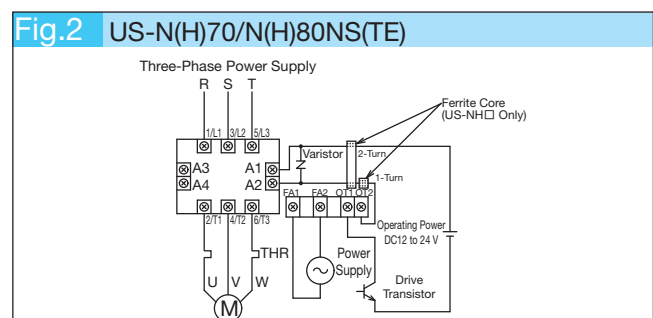 Fig.2 US-N(H)70/N(H)80NS(TE)
Three-Phase Power Supply
R S T
Ferrite Core
(US-NH□ Only)
1/L1 3/L2 5/L3
Varistor
2-Turn
A3 A1
A4 A2
1-Turn
FA1 FA2 OT1 OT2
2/T1 4/T2 6/T3
Operating Power
DC12 to 24 V
THR
Power
Supply
U V W
Drive
Transistor
M